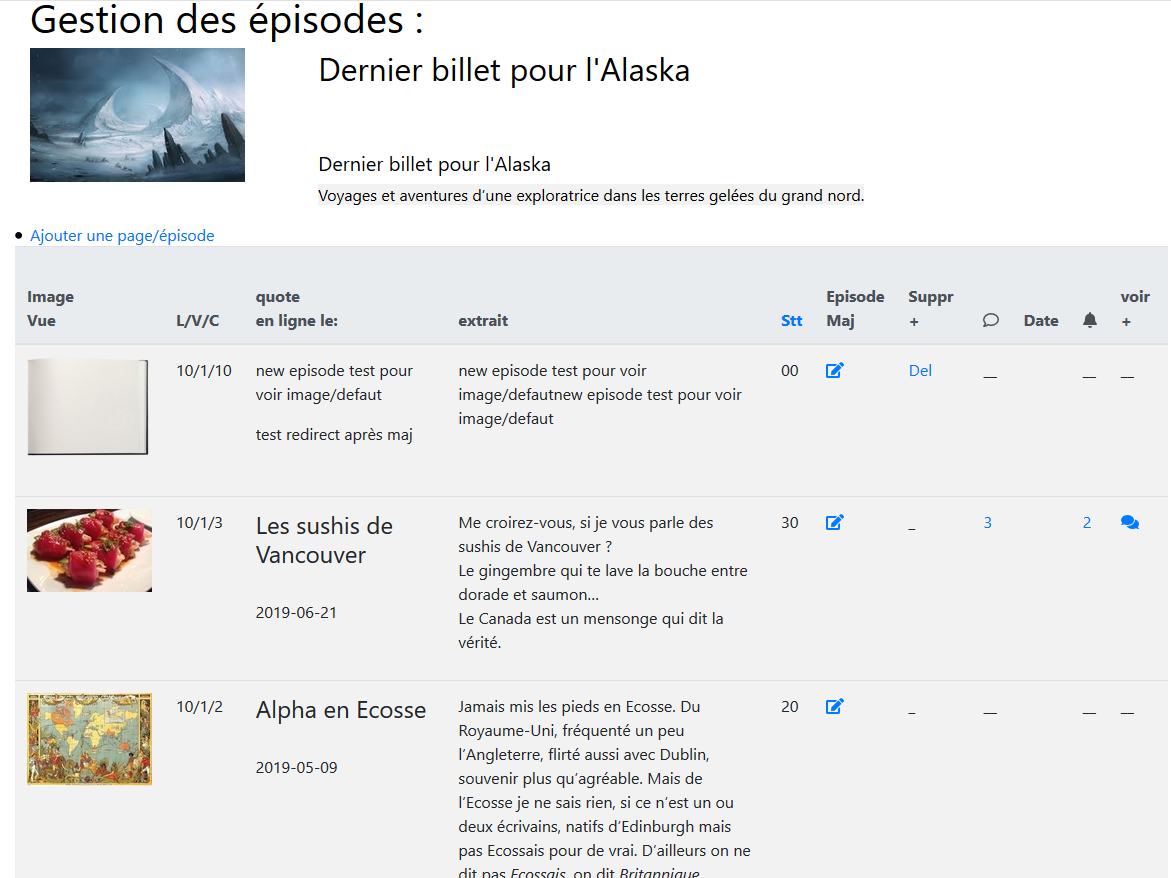 Gestion des épisodes :
Dernier billet pour l'Alaska
Dernier billet pour l'Alaska
Voyages et aventures d’une exploratrice dans les terres gelées du grand nord.
Ajouter une page/épisode
Image
Vue
L/V/C
quote
en ligne le:
extrait
Stt
Episode
Maj
Suppr
+
Date
voir
+
10/1/10
new episode test pour
voir image/defaut
test redirect après maj
new episode test pour voir
image/defautnew episode test pour voir
image/defaut
00
Del
__
__
__
10/1/3
Les sushis de
Vancouver
2019-06-21
Me croirez-vous, si je vous parle des
sushis de Vancouver ?
Le gingembre qui te lave la bouche entre
dorade et saumon...
Le Canada est un mensonge qui dit la
vérité.
30
_
3
2
10/1/2
Alpha en Ecosse
2019-05-09
Jamais mis les pieds en Ecosse. Du
Royaume-Uni, fréquenté un peu
l’Angleterre, flirté aussi avec Dublin,
souvenir plus qu’agréable. Mais de
l’Ecosse je ne sais rien, si ce n’est un ou
deux écrivains, natifs d’Edinburgh mais
pas Ecossais pour de vrai. D’ailleurs on ne
dit pas Ecossais, on dit Britannique.
20
_
__
__
__